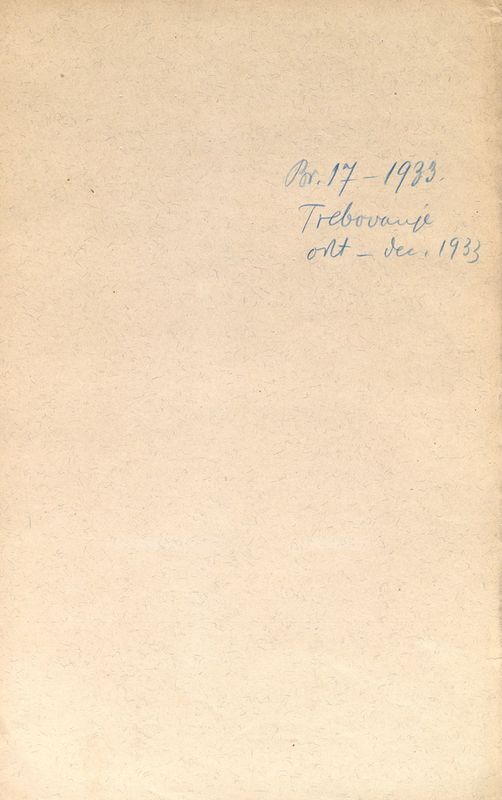 Br. 17 – 1933.
Trebovanje
okt – dec. 1933